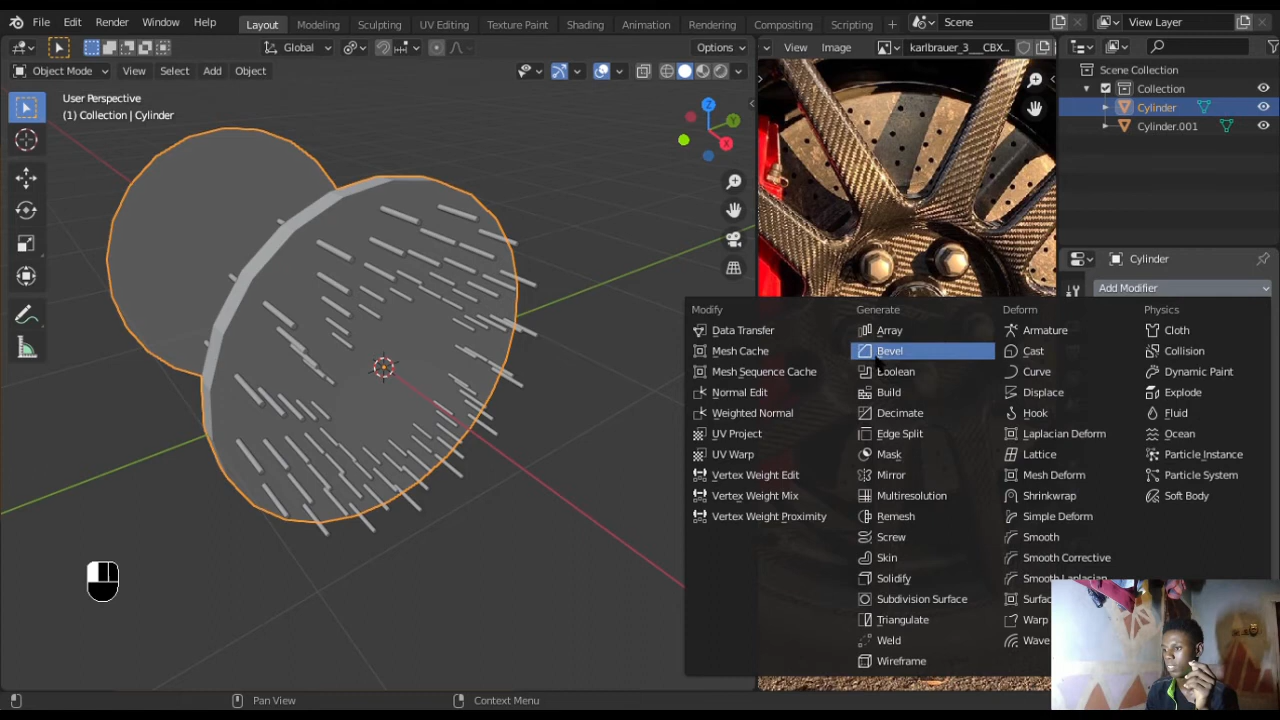 File Edit Render Window Help Layout Modeling Sculpting UV Editing Texture Paint Shading Animation Rendering Compositing Scripting + Scene View Layer
Global Options View Image karlbrauer_3___CBX...
Object Mode View Select Add Object
User Perspective
(1) Collection | Cylinder
Z
Y
X
Scene Collection
Collection
Cylinder
Cylinder.001
Cylinder
Add Modifier
Modify
Data Transfer
Mesh Cache
Mesh Sequence Cache
Normal Edit
Weighted Normal
UV Project
UV Warp
Vertex Weight Edit
Vertex Weight Mix
Vertex Weight Proximity
Generate
Array
Bevel
Boolean
Build
Decimate
Edge Split
Mask
Mirror
Multiresolution
Remesh
Screw
Skin
Solidify
Subdivision Surface
Triangulate
Weld
Wireframe
Deform
Armature
Cast
Curve
Displace
Hook
Laplacian Deform
Lattice
Mesh Deform
Shrinkwrap
Simple Deform
Smooth
Smooth Corrective
Smooth Laplacian
Surfac
Warp
Wave
Physics
Cloth
Collision
Dynamic Paint
Explode
Fluid
Ocean
Particle Instance
Particle System
Soft Body
Pan View
Context Menu